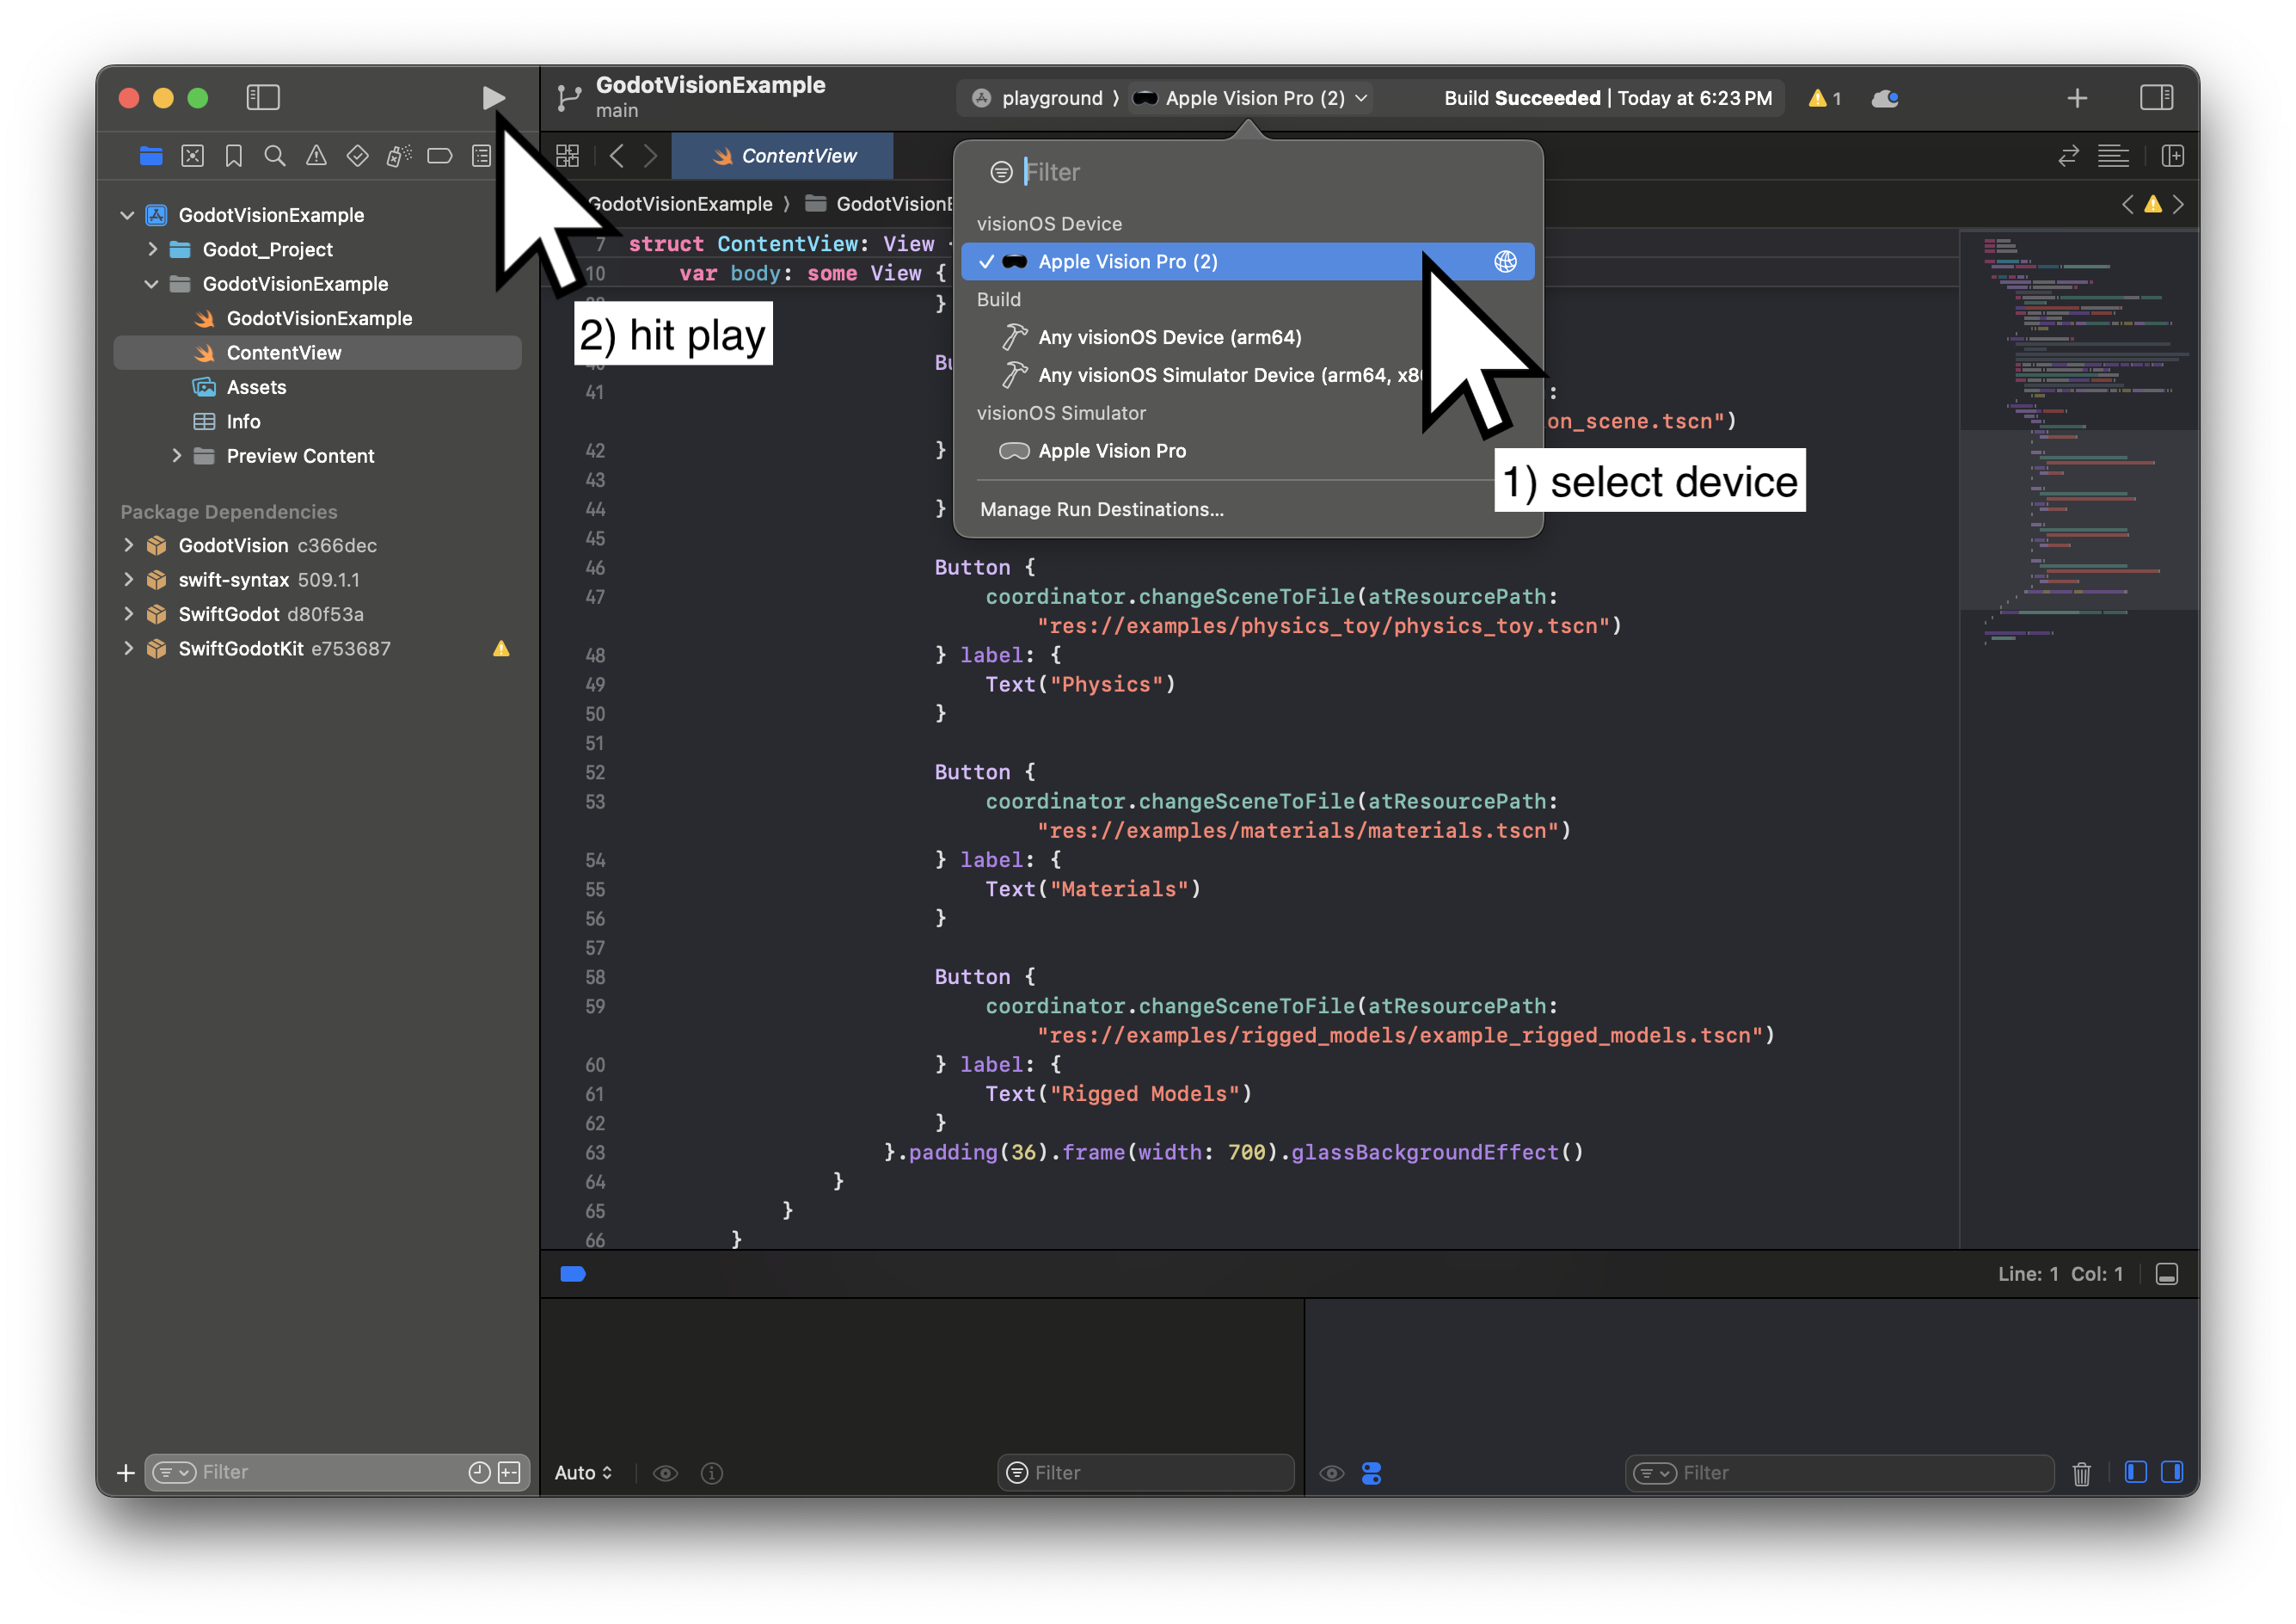 GodotVisionExample
main
playground 〉 Apple Vision Pro (2)
Build Succeeded | Today at 6:23 PM
1
ContentView
GodotVisionExample
Godot_Project
GodotVisionExample
GodotVisionExample
ContentView
Assets
Info
Preview Content
Package Dependencies
GodotVision c366dec
swift-syntax 509.1.1
SwiftGodot d80f53a
SwiftGodotKit e753687
Filter
2) hit play
Filter
visionOS Device
Apple Vision Pro (2)
Build
Any visionOS Device (arm64)
Any visionOS Simulator Device (arm64, x8
visionOS Simulator
Apple Vision Pro
Manage Run Destinations...
1) select device
GodotVisionExample 〉 GodotVisionE
7 struct ContentView: View
10 var body: some View {
}
41 :
on_scene.tscn")
42 }
43
44 }
45
46 Button {
47 coordinator.changeSceneToFile(atResourcePath:
"res://examples/physics_toy/physics_toy.tscn")
48 } label: {
49 Text("Physics")
50 }
51
52 Button {
53 coordinator.changeSceneToFile(atResourcePath:
"res://examples/materials/materials.tscn")
54 } label: {
55 Text("Materials")
56 }
57
58 Button {
59 coordinator.changeSceneToFile(atResourcePath:
"res://examples/rigged_models/example_rigged_models.tscn")
60 } label: {
61 Text("Rigged Models")
62 }
63 }.padding(36).frame(width: 700).glassBackgroundEffect()
64 }
65 }
66 }
Line: 1 Col: 1
Auto
Filter
Filter